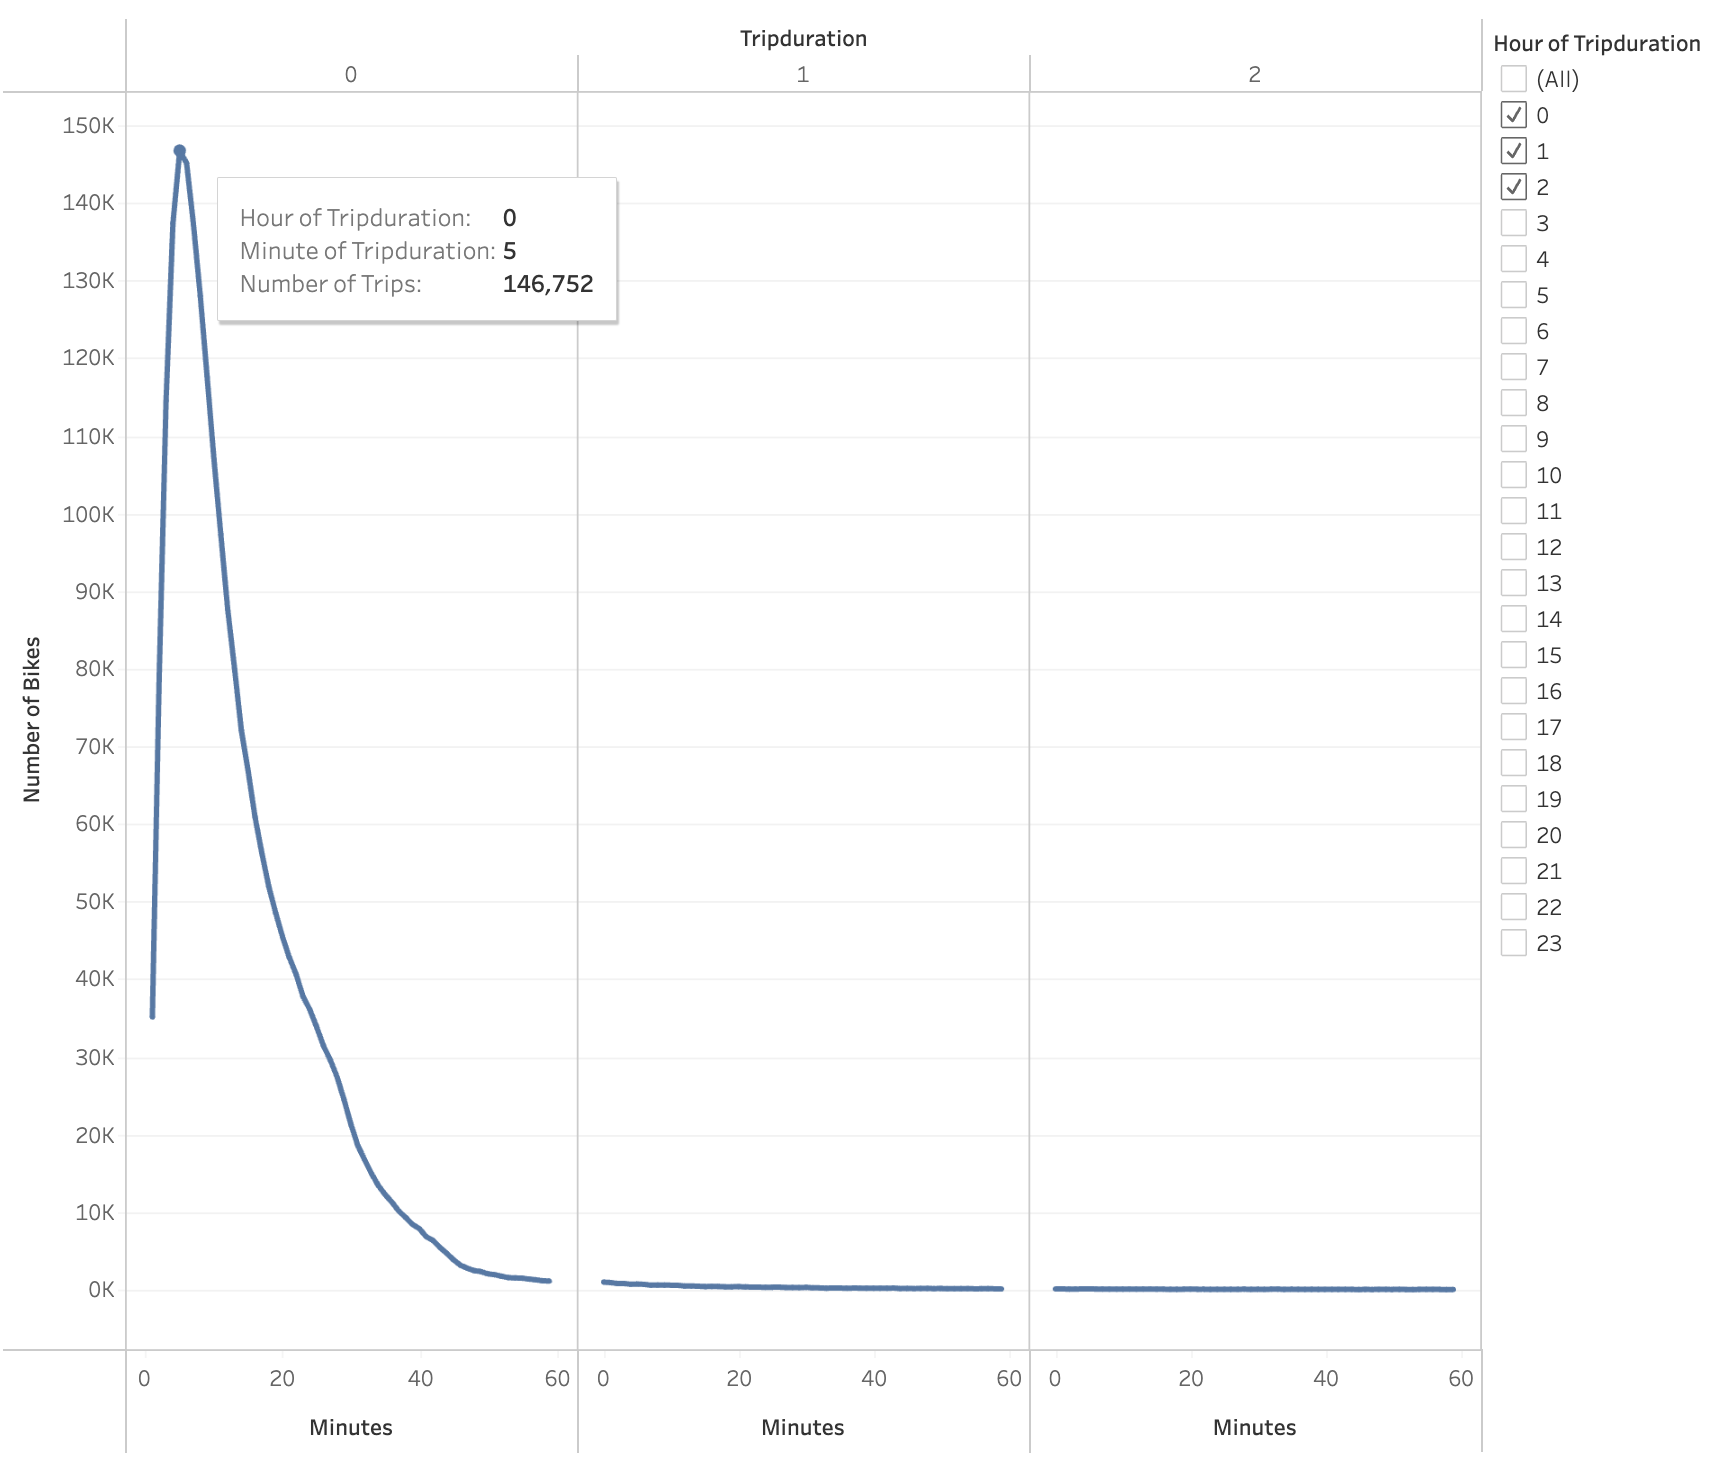 Tripduration
0 1 2
150K
140K
130K
120K
110K
100K
90K
80K
70K
60K
50K
40K
30K
20K
10K
0K
Number of Bikes
Hour of Tripduration: 0
Minute of Tripduration: 5
Number of Trips: 146,752
0 20 40 60 0 20 40 60 0 20 40 60
Minutes Minutes Minutes
Hour of Tripduration
(All)
0
1
2
3
4
5
6
7
8
9
10
11
12
13
14
15
16
17
18
19
20
21
22
23